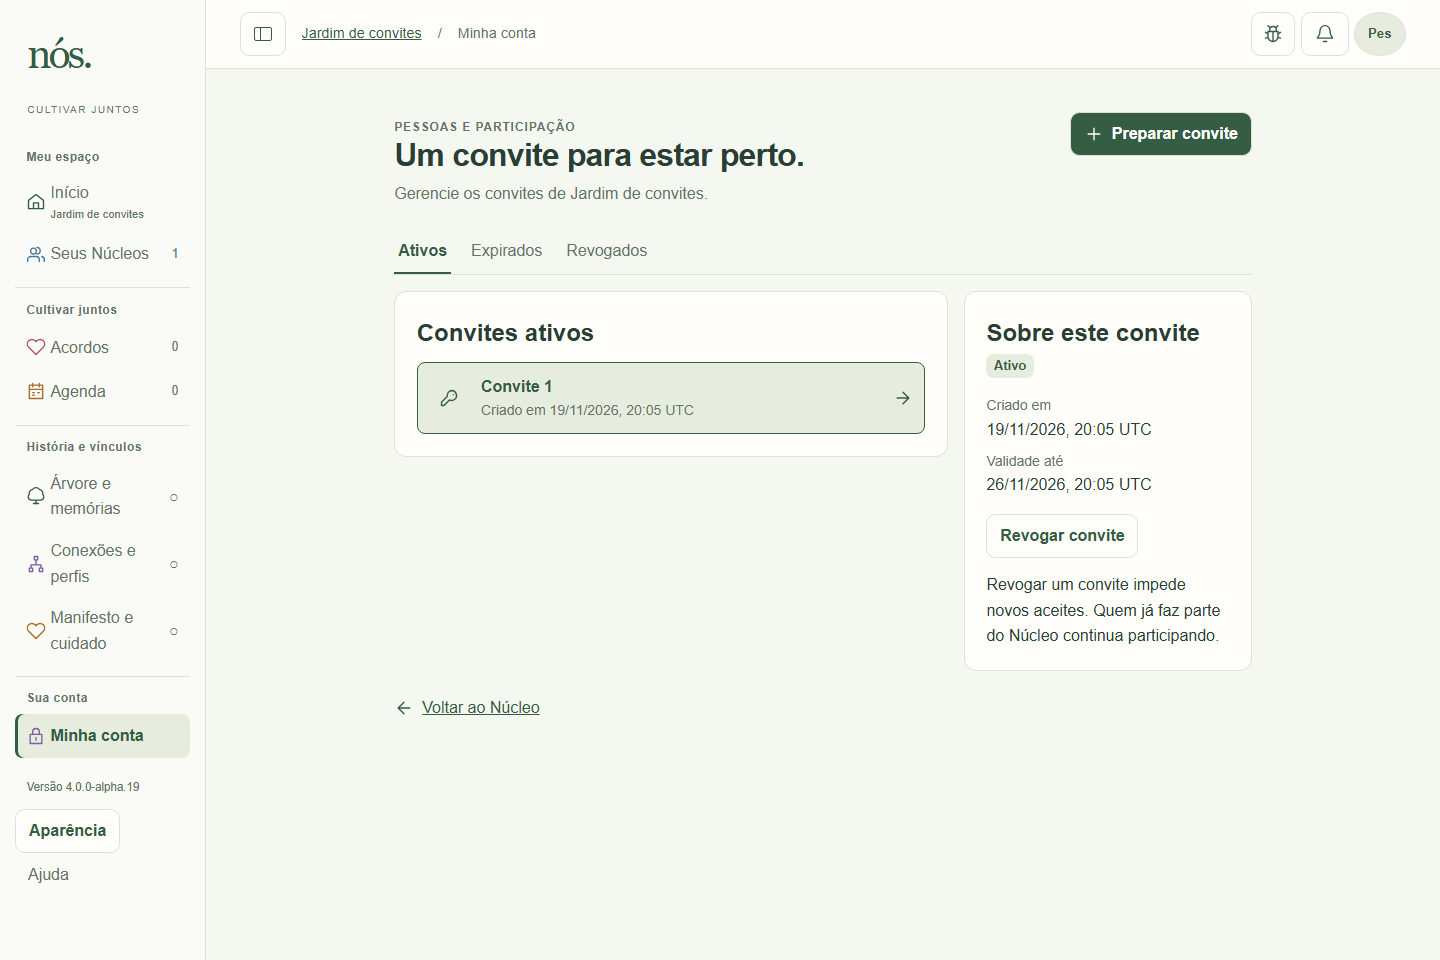 nós.
CULTIVAR JUNTOS
Meu espaço
Início
Jardim de convites
Seus Núcleos 1
Cultivar juntos
Acordos 0
Agenda 0
História e vínculos
Árvore e
memórias
Conexões e
perfis
Manifesto e
cuidado
Sua conta
Minha conta
Versão 4.0.0-alpha.19
Aparência
Ajuda
Jardim de convites / Minha conta
Pes
PESSOAS E PARTICIPAÇÃO
Um convite para estar perto.
Gerencie os convites de Jardim de convites.
Preparar convite
Ativos Expirados Revogados
Convites ativos
Convite 1
Criado em 19/11/2026, 20:05 UTC
Sobre este convite
Ativo
Criado em
19/11/2026, 20:05 UTC
Validade até
26/11/2026, 20:05 UTC
Revogar convite
Revogar um convite impede
novos aceites. Quem já faz parte
do Núcleo continua participando.
Voltar ao Núcleo